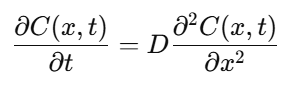 ∂C(x,t)/∂t = D ∂²C(x,t)/∂x²